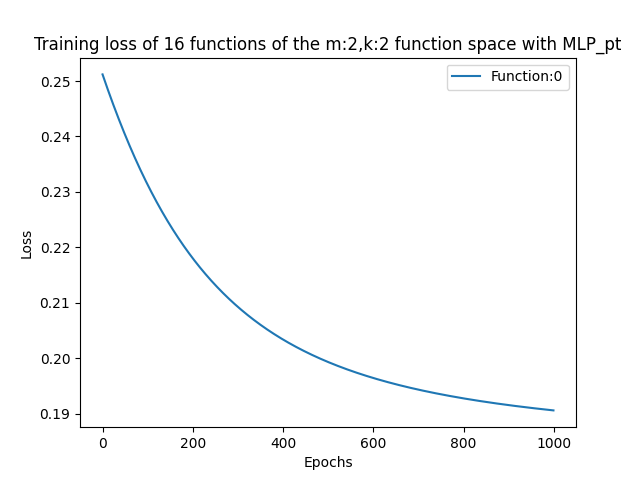 Training loss of 16 functions of the m:2,k:2 function space with MLP_pt
Function:0
0.25
0.24
0.23
0.22
0.21
0.20
0.19
Loss
0 200 400 600 800 1000
Epochs